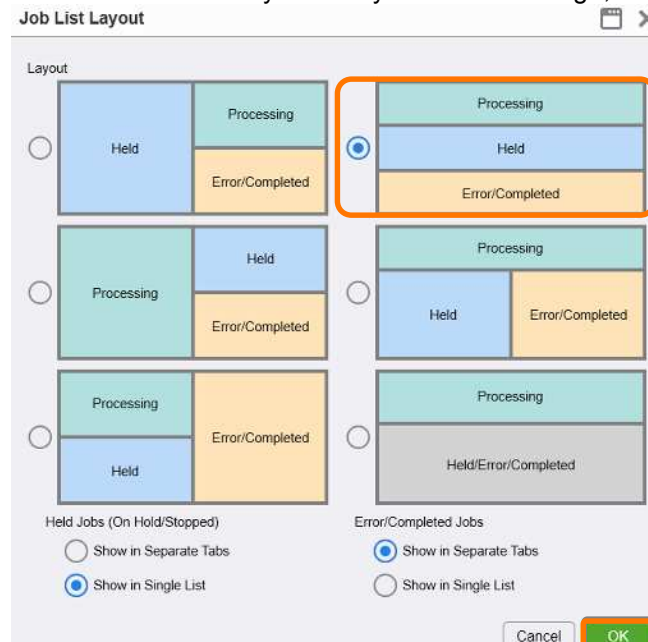 Job List Layout
Layout
Held
Processing
Error/Completed
Processing
Held
Error/Completed
Processing
Held
Error/Completed
Processing
Held
Error/Completed
Processing
Held
Error/Completed
Processing
Held/Error/Completed
Held Jobs (On Hold/Stopped)
Show in Separate Tabs
Show in Single List
Error/Completed Jobs
Show in Separate Tabs
Show in Single List
Cancel
OK